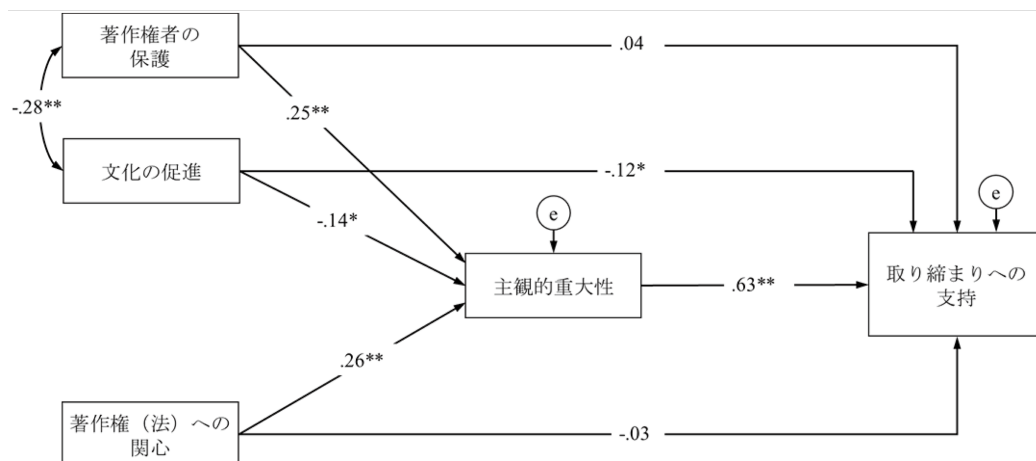 著作権者の
保護
.04
-.28**
.25**
文化の促進
-.12*
-.14*
e
e
主観的重大性
.63**
取り締まりへの
支持
.26**
著作権（法）への
関心
-.03